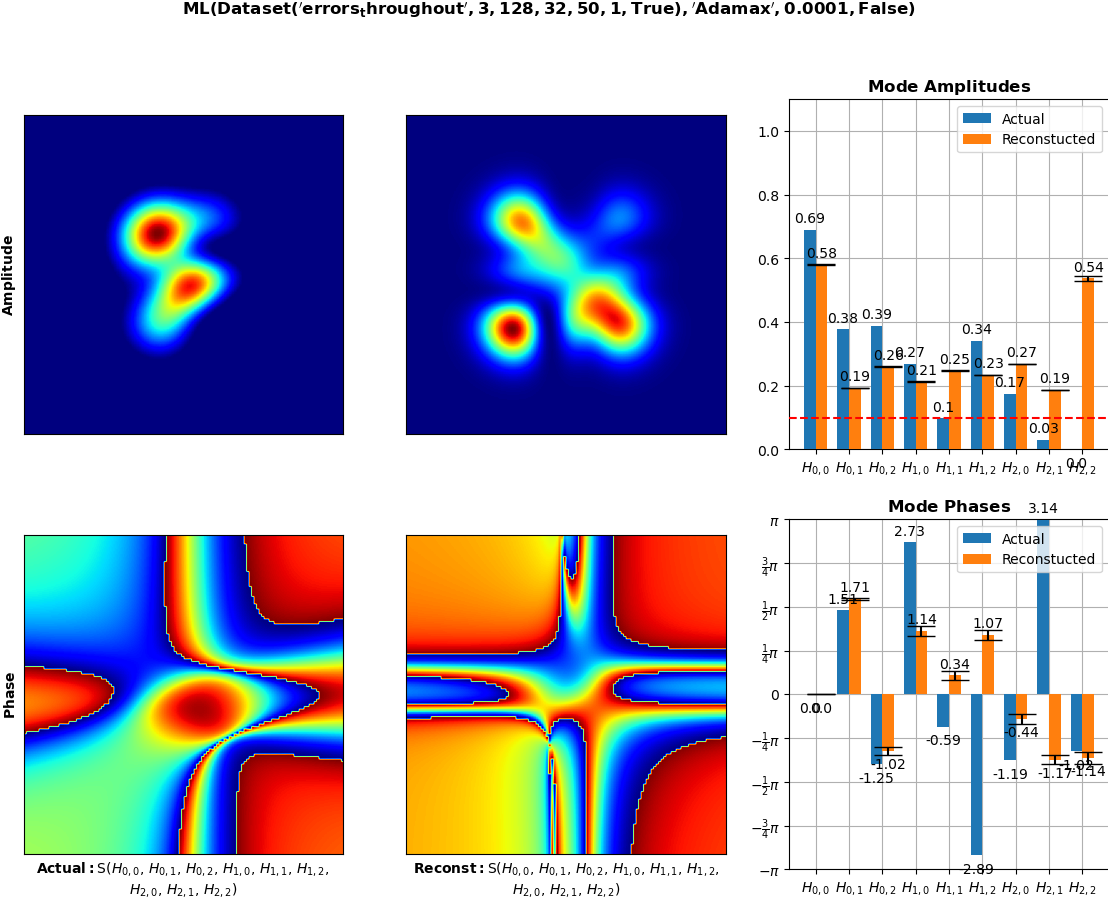 ML(Dataset('errors_throughout', 3, 128, 32, 50, 1, True), 'Adamax', 0.0001, False)
Mode Amplitudes
Actual
Reconstucted
1.0
0.8
0.6
0.4
0.2
0.0
0.69
0.58
0.38
0.19
0.39
0.26
0.27
0.21
0.1
0.25
0.34
0.23
0.17
0.27
0.03
0.19
0.0
0.54
H0,0 H0,1 H0,2 H1,0 H1,1 H1,2 H2,0 H2,1 H2,2
Amplitude
Mode Phases
Actual
Reconstucted
π
3/4π
1/2π
1/4π
0
−1/4π
−1/2π
−3/4π
−π
0.0
0.0
1.51
1.71
-1.25
-1.02
2.73
1.14
-0.59
0.34
-2.89
1.07
-1.19
-0.44
3.14
-1.17
-1.02
-1.14
H0,0 H0,1 H0,2 H1,0 H1,1 H1,2 H2,0 H2,1 H2,2
Phase
Actual: S(H0,0, H0,1, H0,2, H1,0, H1,1, H1,2,
H2,0, H2,1, H2,2)
Reconst: S(H0,0, H0,1, H0,2, H1,0, H1,1, H1,2,
H2,0, H2,1, H2,2)